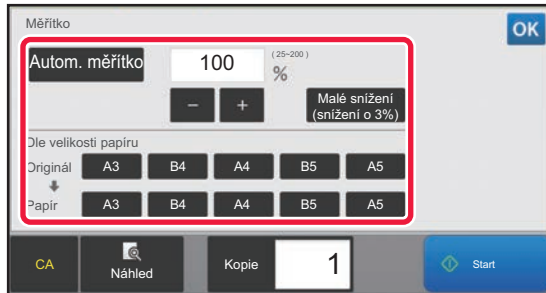 Měřítko
OK
Autom. měřítko 100 (25~200) %
− + Malé snížení
(snížení o 3%)
Dle velikosti papíru
Originál A3 B4 A4 B5 A5
Papír A3 B4 A4 B5 A5
CA Náhled Kopie 1 Start